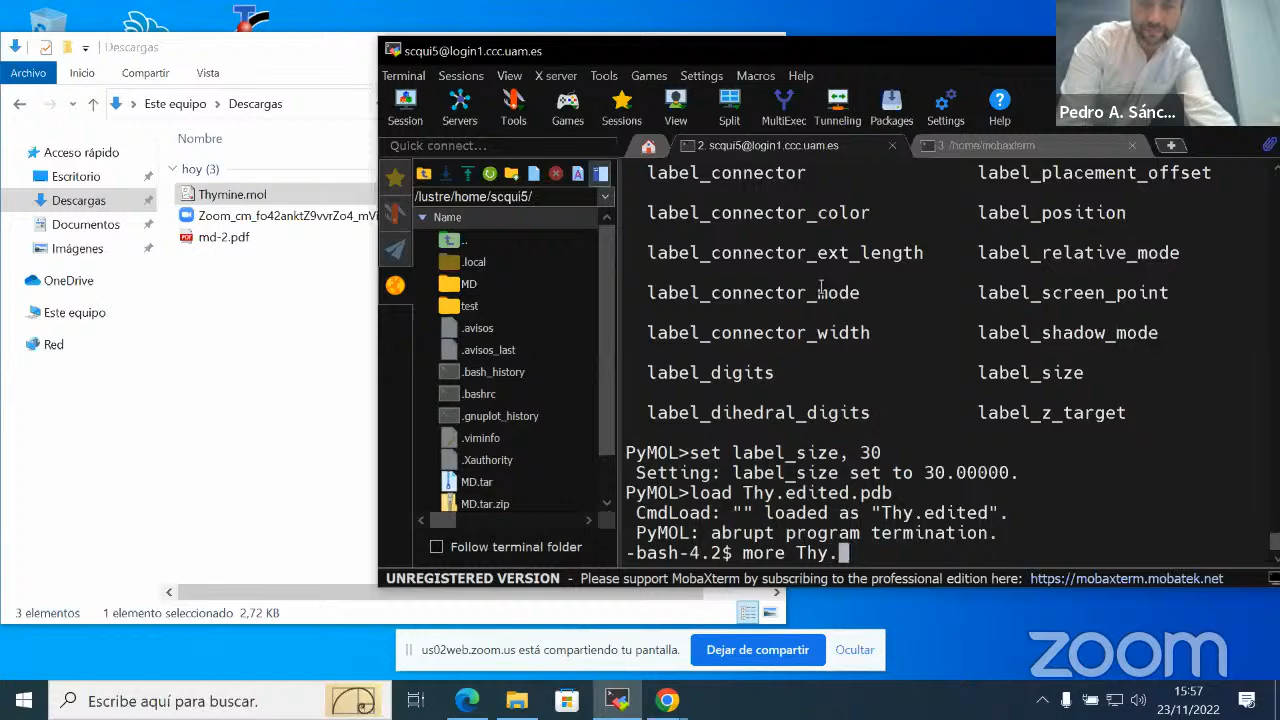 Descargas
Archivo
Inicio
Compartir
Vista
Este equipo
Descargas
Nombre
Acceso rápido
Escritorio
Descargas
Documentos
Imágenes
OneDrive
Este equipo
Red
hoy (3)
Thymine.mol
Zoom_cm_fo42anktZ9vvrZo4_mV
md-2.pdf
3 elementos
1 elemento seleccionado 2,72 KB
scqui5@login1.ccc.uam.es
Terminal Sessions View X server Tools Games Settings Macros Help
Session Servers Tools Games Sessions View Split MultiExec Tunneling Packages Settings Help
Pedro A. Sánc...
Quick connect...
2. scqui5@login1.ccc.uam.es
3. /home/mobaxterm
/lustre/home/scqui5/
Name
..
.local
MD
test
.avisos
.avisos_last
.bash_history
.bashrc
.gnuplot_history
.viminfo
.Xauthority
MD.tar
MD.tar.zip
Follow terminal folder
label_connector label_placement_offset
label_connector_color label_position
label_connector_ext_length label_relative_mode
label_connector_mode label_screen_point
label_connector_width label_shadow_mode
label_digits label_size
label_dihedral_digits label_z_target
PyMOL>set label_size, 30
Setting: label_size set to 30.00000.
PyMOL>load Thy.edited.pdb
CmdLoad: "" loaded as "Thy.edited".
PyMOL: abrupt program termination.
-bash-4.2$ more Thy.
UNREGISTERED VERSION - Please support MobaXterm by subscribing to the professional edition here: https://mobaxterm.mobatek.net
us02web.zoom.us está compartiendo tu pantalla.
Dejar de compartir
Ocultar
zoom
Escribe aquí para buscar.
15:57
23/11/2022